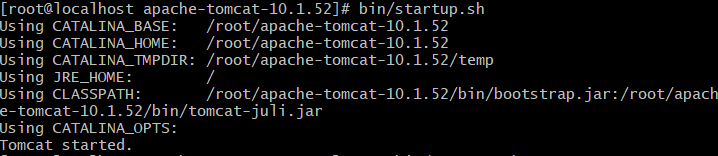 [root@localhost apache-tomcat-10.1.52]# bin/startup.sh
Using CATALINA_BASE:   /root/apache-tomcat-10.1.52
Using CATALINA_HOME:   /root/apache-tomcat-10.1.52
Using CATALINA_TMPDIR: /root/apache-tomcat-10.1.52/temp
Using JRE_HOME:        /
Using CLASSPATH:       /root/apache-tomcat-10.1.52/bin/bootstrap.jar:/root/apach
e-tomcat-10.1.52/bin/tomcat-juli.jar
Using CATALINA_OPTS:
Tomcat started.